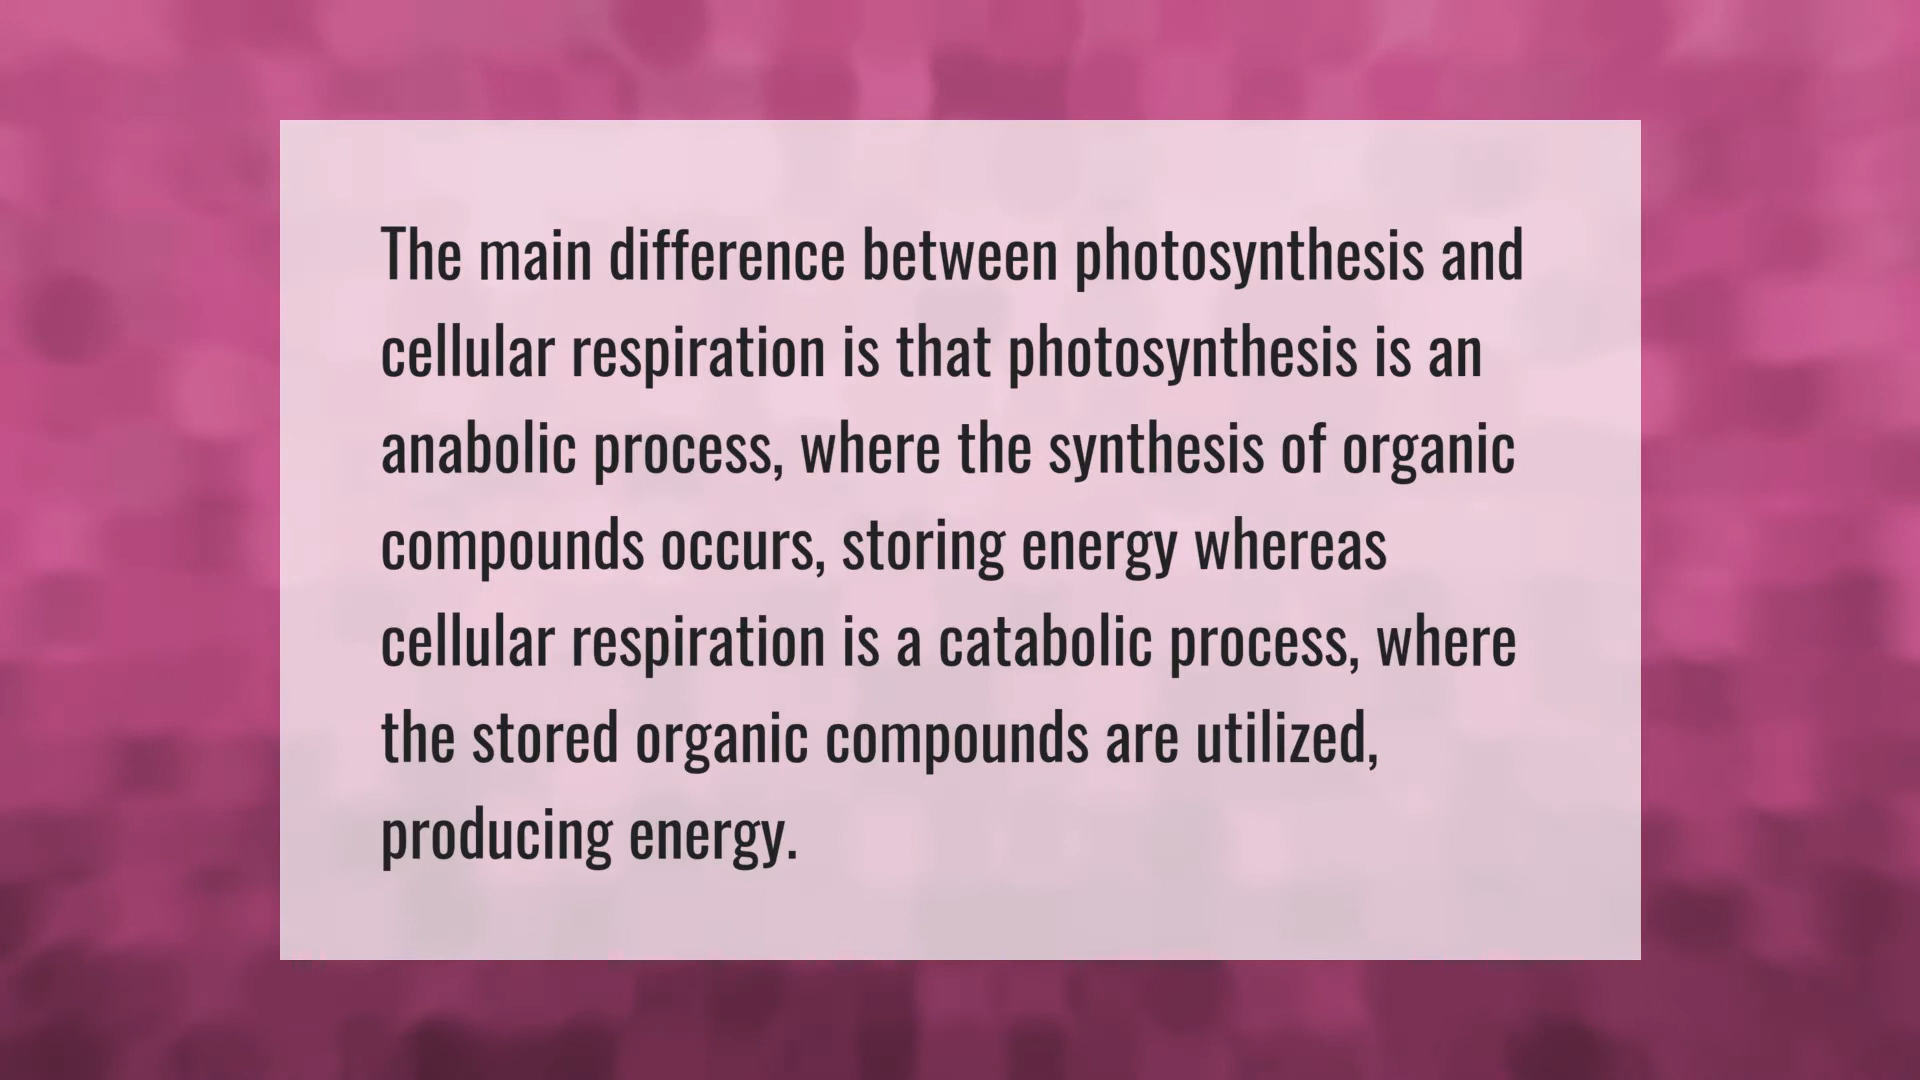 The main difference between photosynthesis and
cellular respiration is that photosynthesis is an
anabolic process, where the synthesis of organic
compounds occurs, storing energy whereas
cellular respiration is a catabolic process, where
the stored organic compounds are utilized,
producing energy.